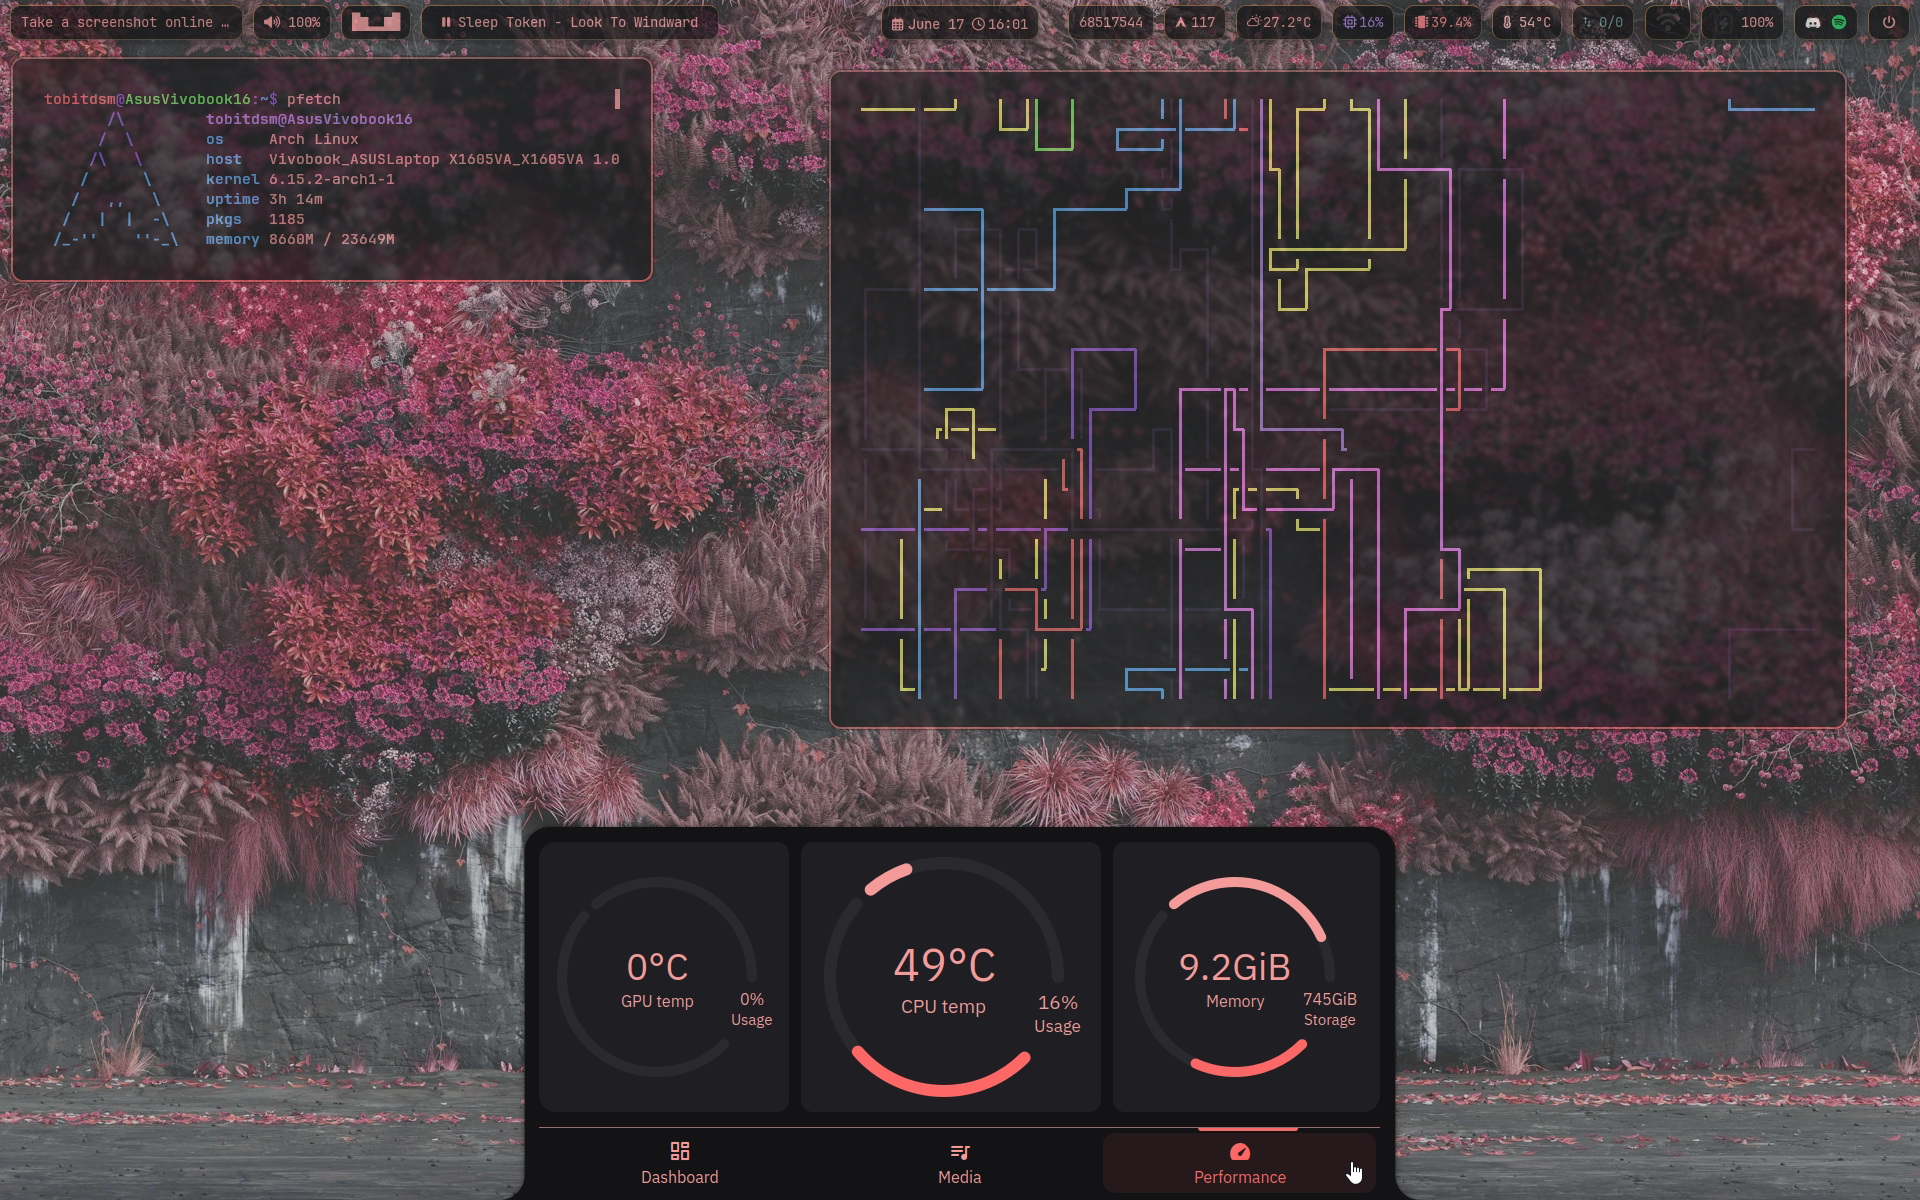 Take a screenshot online …
100%
Sleep Token - Look To Windward
June 17 16:01
68517544
117
27.2°C
16%
39.4%
54°C
0/0
100%
tobitdsm@AsusVivobook16:~$ pfetch
tobitdsm@AsusVivobook16
os Arch Linux
host Vivobook_ASUSLaptop X1605VA_X1605VA 1.0
kernel 6.15.2-arch1-1
uptime 3h 14m
pkgs 1185
memory 8660M / 23649M
0°C
GPU temp
0%
Usage
49°C
CPU temp
16%
Usage
9.2GiB
Memory
745GiB
Storage
Dashboard
Media
Performance